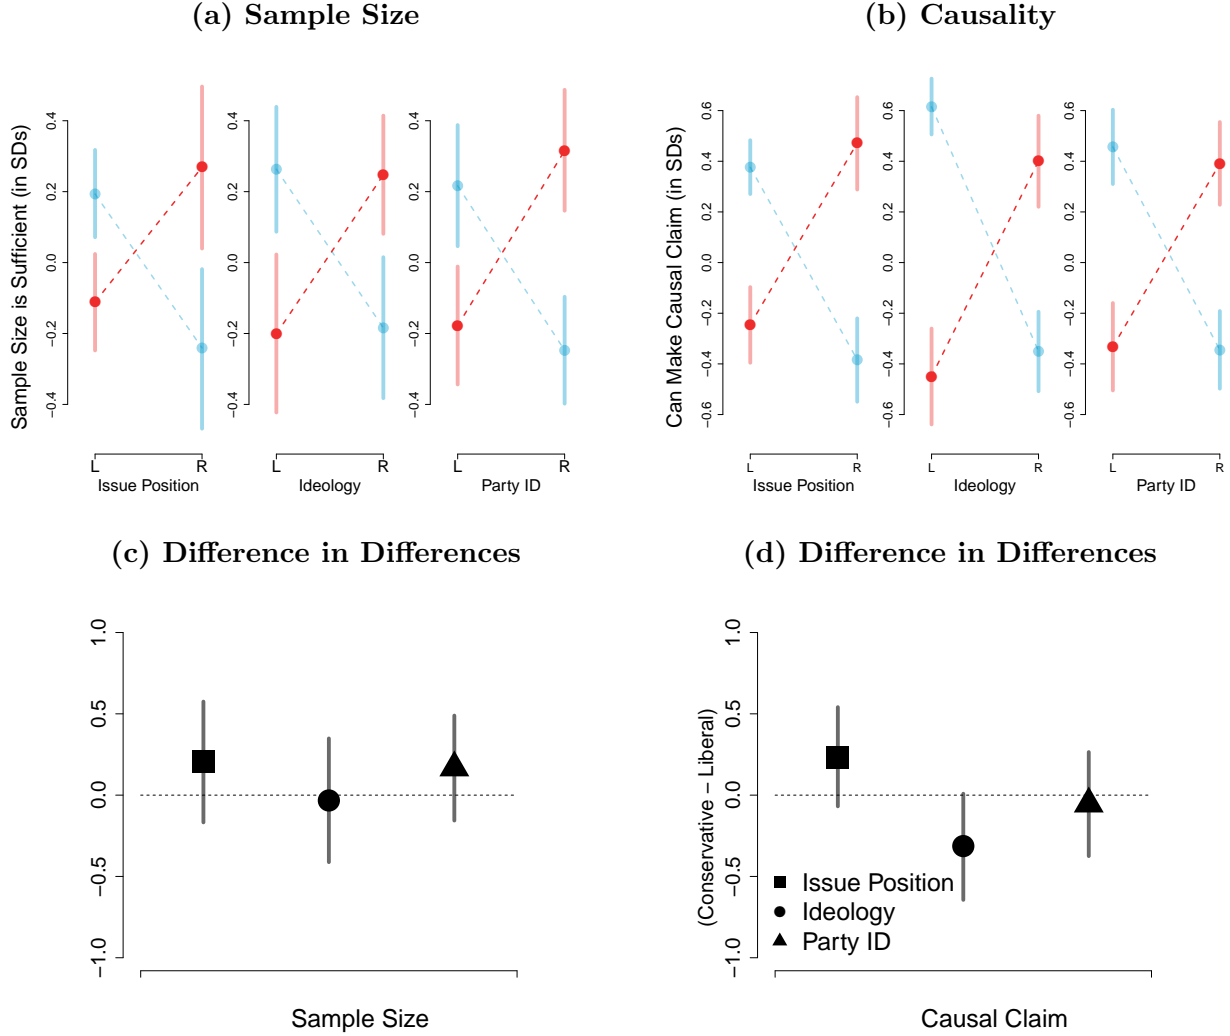 (a) Sample Size
Sample Size is Sufficient (in SDs)
0.4
0.2
0.0
−0.2
−0.4
L R
Issue Position
0.4
0.2
0.0
−0.2
−0.4
L R
Ideology
0.4
0.2
0.0
−0.2
−0.4
L R
Party ID
(b) Causality
Can Make Causal Claim (in SDs)
0.6
0.4
0.2
0.0
−0.2
−0.4
−0.6
L R
Issue Position
0.6
0.4
0.2
0.0
−0.2
−0.4
−0.6
L R
Ideology
0.6
0.4
0.2
0.0
−0.2
−0.4
−0.6
L R
Party ID
(c) Difference in Differences
1.0
0.5
0.0
−0.5
−1.0
Sample Size
(d) Difference in Differences
(Conservative − Liberal)
1.0
0.5
0.0
−0.5
−1.0
Issue Position
Ideology
Party ID
Causal Claim